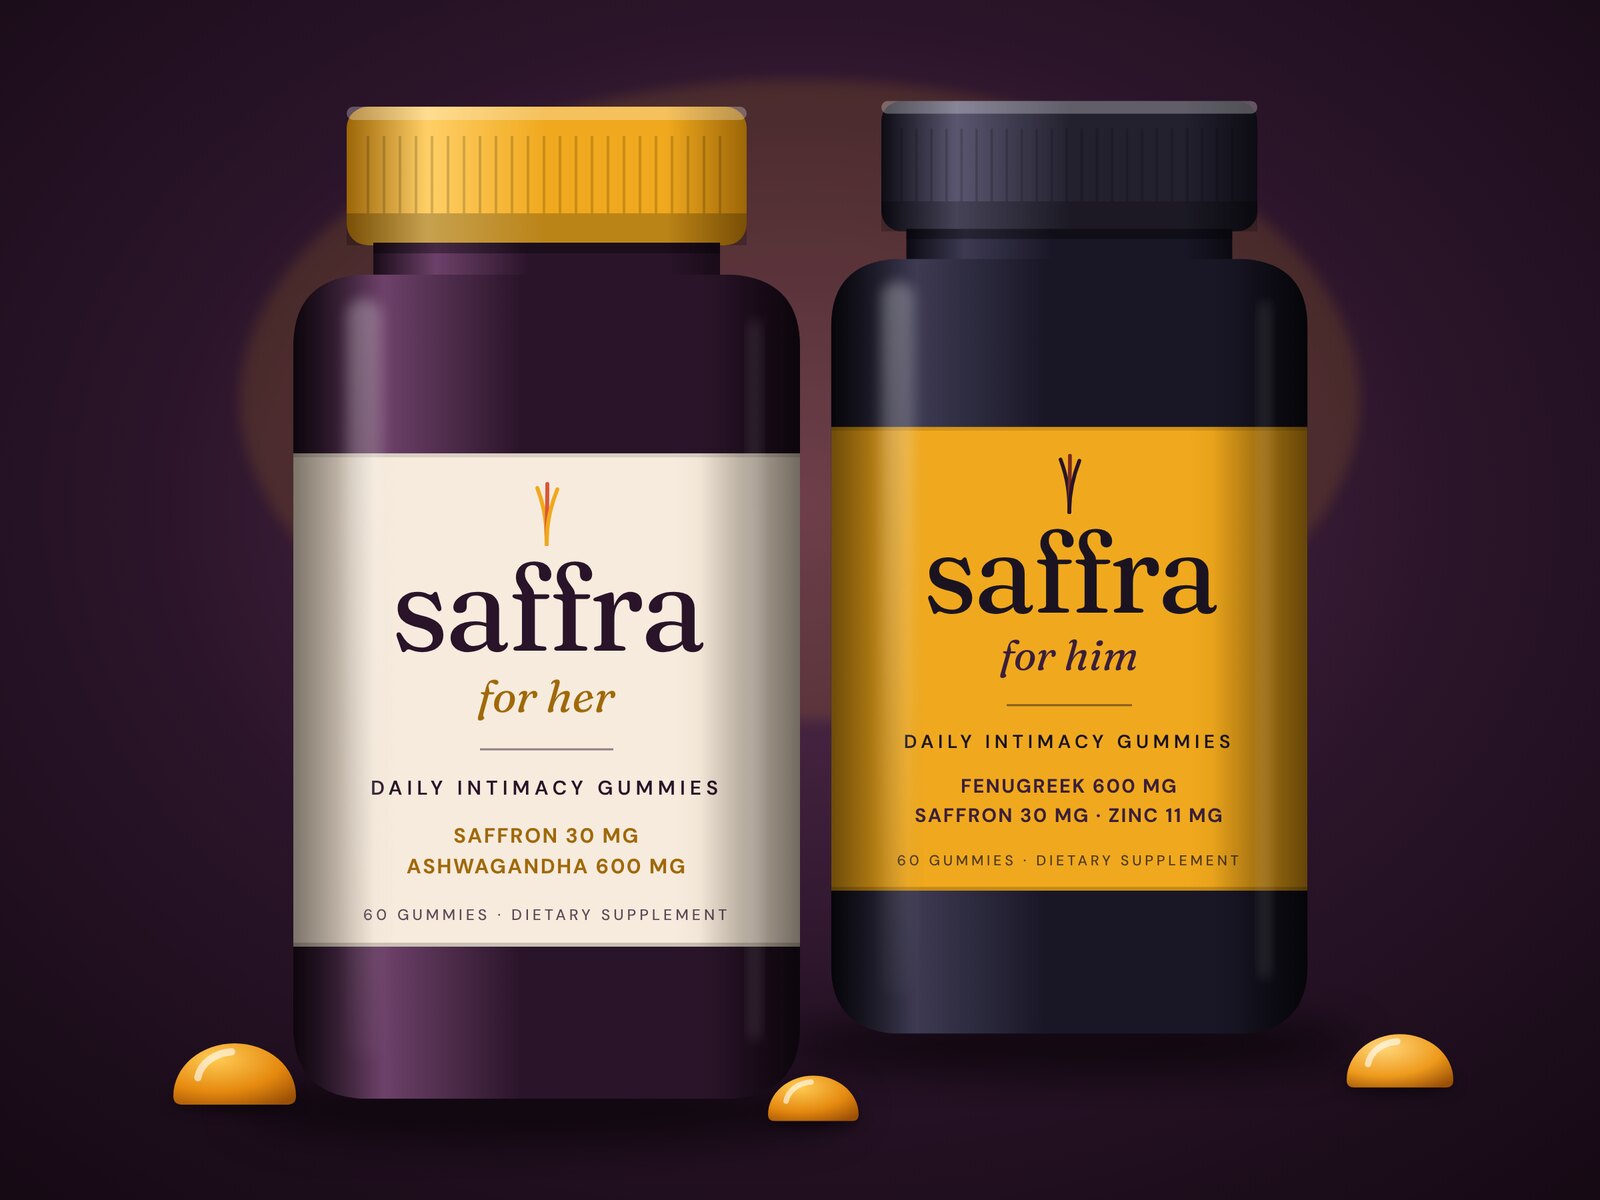 saffra
for her
DAILY INTIMACY GUMMIES
SAFFRON 30 MG
ASHWAGANDHA 600 MG
60 GUMMIES · DIETARY SUPPLEMENT
saffra
for him
DAILY INTIMACY GUMMIES
FENUGREEK 600 MG
SAFFRON 30 MG · ZINC 11 MG
60 GUMMIES · DIETARY SUPPLEMENT